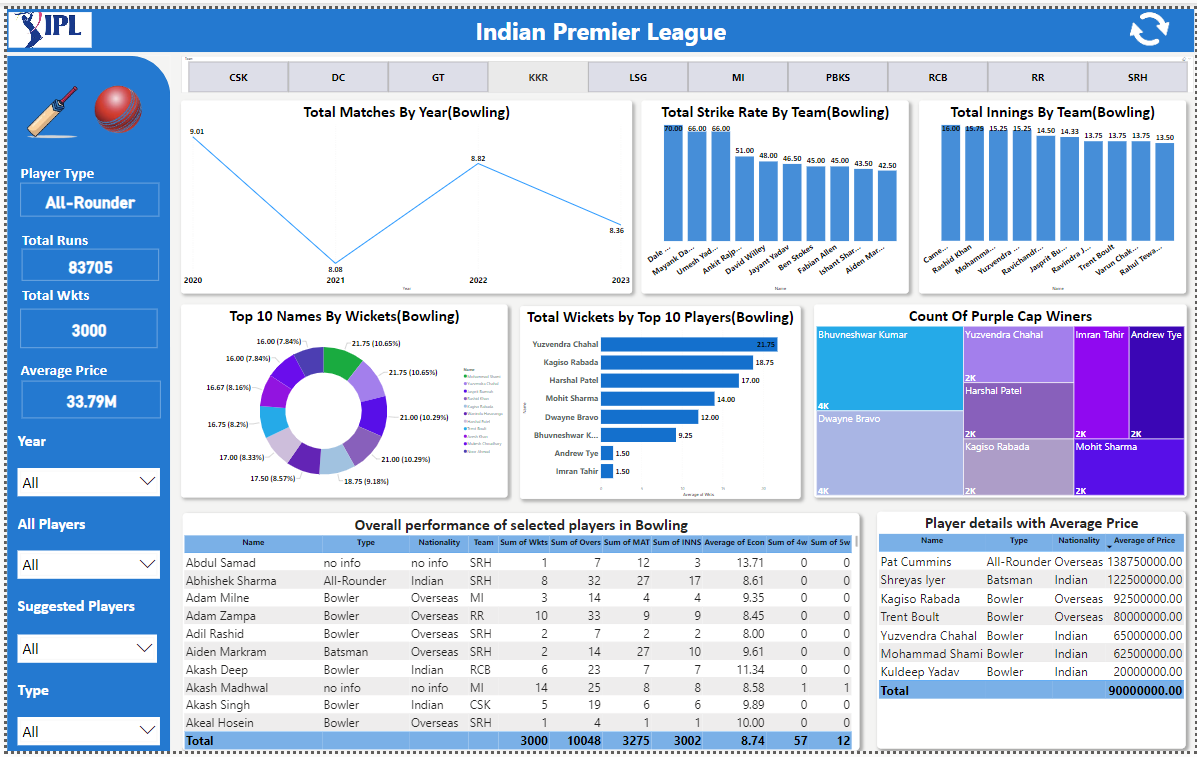 IPL
Indian Premier League
Team
CSK DC GT KKR LSG MI PBKS RCB RR SRH
Player Type
All-Rounder
Total Runs
83705
Total Wkts
3000
Average Price
33.79M
Year
All
All Players
All
Suggested Players
All
Type
All
Total Matches By Year(Bowling)
9.01
8.08
8.82
8.36
2020 2021 2022 2023
Year
Total Strike Rate By Team(Bowling)
70.00 66.00 66.00 51.00 48.00 46.50 45.00 45.00 43.50 42.50
Dale ... Mayank Da... Umesh Yad... Ankit Rajp... David Willey Jayant Yadav Ben Stokes Fabian Allen Ishant Shar... Aiden Mar...
Name
Total Innings By Team(Bowling)
16.00 15.75 15.25 15.25 14.50 14.33 13.75 13.75 13.75 13.50
Came... Rashid Khan Mohamma... Yuzvendra ... Ravichandr... Jasprit Bu... Ravindra J... Trent Boult Varun Chak... Rahul Tewa...
Name
Top 10 Names By Wickets(Bowling)
21.75 (10.65%)
21.75 (10.65%)
21.00 (10.29%)
21.00 (10.29%)
18.75 (9.18%)
17.50 (8.57%)
17.00 (8.33%)
16.75 (8.2%)
16.67 (8.16%)
16.00 (7.84%)
16.00 (7.84%)
Name
Total Wickets by Top 10 Players(Bowling)
Yuzvendra Chahal 21.75
Kagiso Rabada 18.75
Harshal Patel 17.00
Mohit Sharma 14.00
Dwayne Bravo 12.00
Bhuvneshwar K... 9.25
Andrew Tye 1.50
Imran Tahir 1.50
0 5 10 15 20
Average of Wkts
Name
Count Of Purple Cap Winers
Bhuvneshwar Kumar
4K
Dwayne Bravo
4K
Yuzvendra Chahal
2K
Harshal Patel
2K
Kagiso Rabada
2K
Imran Tahir
2K
Andrew Tye
2K
Mohit Sharma
2K
Overall performance of selected players in Bowling
Name Type Nationality Team Sum of Wkts Sum of Overs Sum of MAT Sum of INNS Average of Econ Sum of 4w Sum of 5w
Abdul Samad no info no info SRH 1 7 12 3 13.71 0 0
Abhishek Sharma All-Rounder Indian SRH 8 32 27 17 8.61 0 0
Adam Milne Bowler Overseas MI 3 14 4 4 9.35 0 0
Adam Zampa Bowler Overseas RR 10 33 9 9 8.45 0 0
Adil Rashid Bowler Overseas SRH 2 7 2 2 8.00 0 0
Aiden Markram Batsman Overseas SRH 2 14 27 10 9.61 0 0
Akash Deep Bowler Indian RCB 6 23 7 7 11.34 0 0
Akash Madhwal no info no info MI 14 25 8 8 8.58 1 1
Akash Singh Bowler Indian CSK 5 19 6 6 9.89 0 0
Akeal Hosein Bowler Overseas SRH 1 4 1 1 10.00 0 0
Total 3000 10048 3275 3002 8.74 57 12
Player details with Average Price
Name Type Nationality Average of Price
Pat Cummins All-Rounder Overseas 138750000.00
Shreyas Iyer Batsman Indian 122500000.00
Kagiso Rabada Bowler Overseas 92500000.00
Trent Boult Bowler Overseas 80000000.00
Yuzvendra Chahal Bowler Indian 65000000.00
Mohammad Shami Bowler Indian 62500000.00
Kuldeep Yadav Bowler Indian 20000000.00
Total 90000000.00